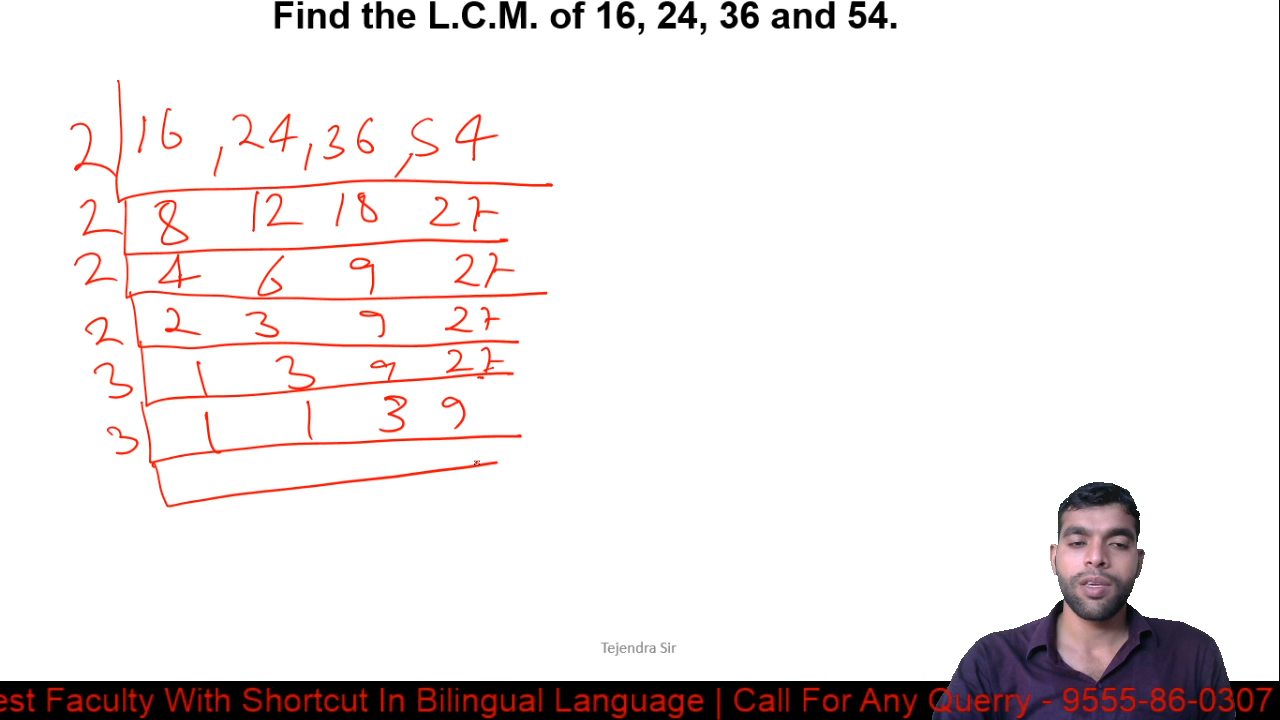 Find the L.C.M. of 16, 24, 36 and 54.
2 16 , 24 , 36 , 54
2 8 12 18 27
2 4 6 9 27
2 2 3 9 27
3 1 3 9 27
3 1 1 3 9
Tejendra Sir
est Faculty With Shortcut In Bilingual Language | Call For Any Querry - 9555-86-0307